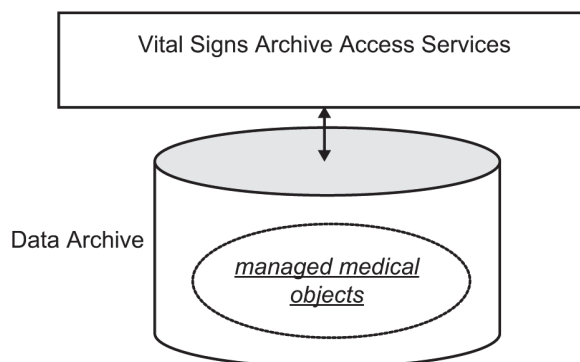 Vital Signs Archive Access Services
Data Archive
managed medical
objects